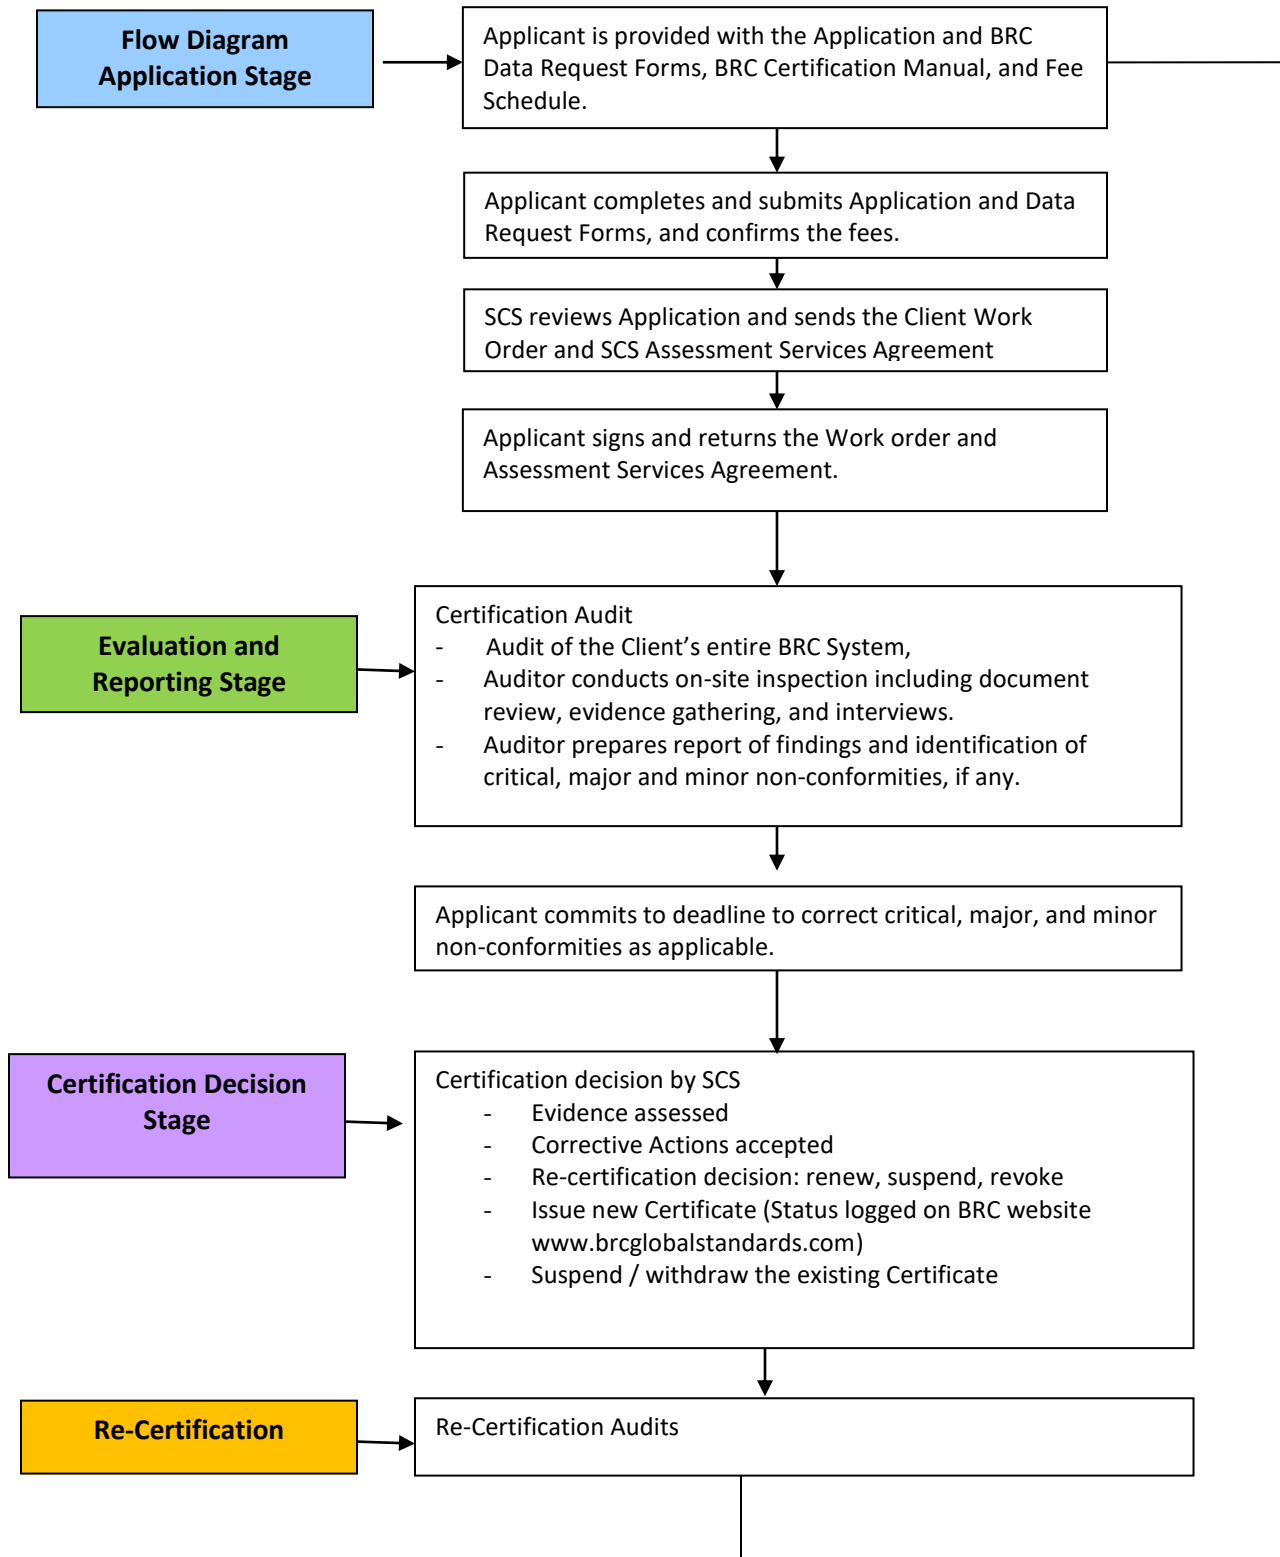 Flow Diagram
Application Stage
Applicant is provided with the Application and BRC
Data Request Forms, BRC Certification Manual, and Fee
Schedule.
Applicant completes and submits Application and Data
Request Forms, and confirms the fees.
SCS reviews Application and sends the Client Work
Order and SCS Assessment Services Agreement
Applicant signs and returns the Work order and
Assessment Services Agreement.
Evaluation and
Reporting Stage
Certification Audit
- Audit of the Client’s entire BRC System,
- Auditor conducts on-site inspection including document
review, evidence gathering, and interviews.
- Auditor prepares report of findings and identification of
critical, major and minor non-conformities, if any.
Applicant commits to deadline to correct critical, major, and minor
non-conformities as applicable.
Certification Decision
Stage
Certification decision by SCS
- Evidence assessed
- Corrective Actions accepted
- Re-certification decision: renew, suspend, revoke
- Issue new Certificate (Status logged on BRC website
www.brcglobalstandards.com)
- Suspend / withdraw the existing Certificate
Re-Certification
Re-Certification Audits